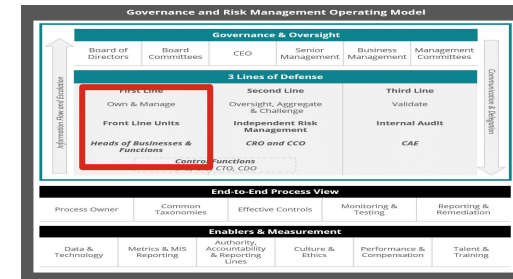 Governance and Risk Management Operating Model
Governance & Oversight
Board of Directors
Board Committees
CEO
Senior Management
Business Management
Management Committees
Information Flow and Escalation
Communication & Delegation
3 Lines of Defense
First Line
Second Line
Third Line
Own & Manage
Oversight, Aggregate & Challenge
Validate
Front Line Units
Independent Risk Management
Internal Audit
Heads of Businesses & Functions
CRO and CCO
CAE
Control Functions
CTO, CDO
End-to-End Process View
Process Owner
Common Taxonomies
Effective Controls
Monitoring & Testing
Reporting & Remediation
Enablers & Measurement
Data & Technology
Metrics & MIS Reporting
Authority, Accountability & Reporting Lines
Culture & Ethics
Performance & Compensation
Talent & Training